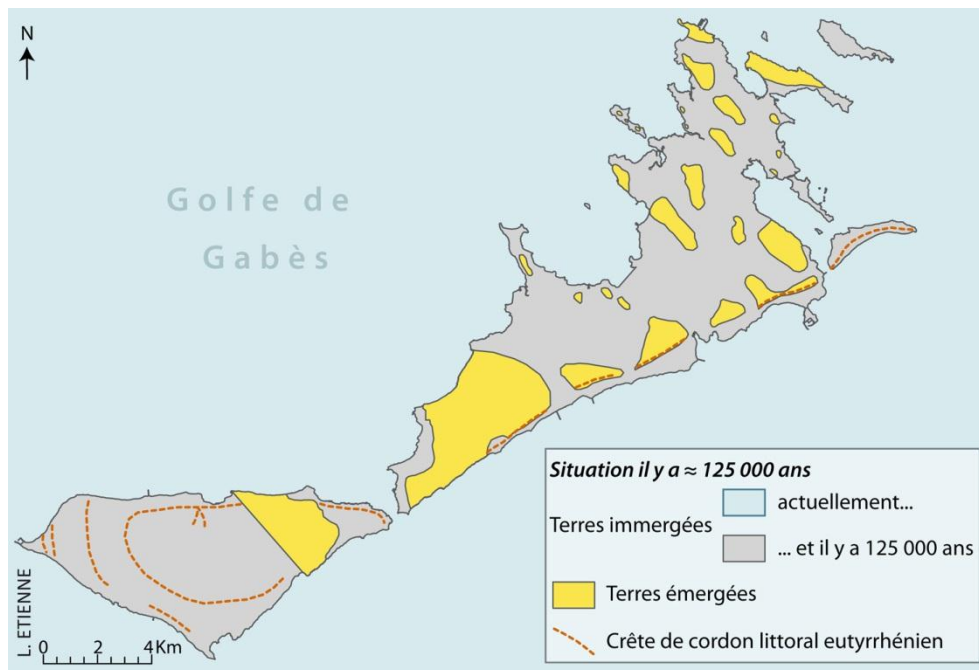 N
Golfe de
Gabès
Situation il y a ≈ 125 000 ans
actuellement...
Terres immergées
... et il y a 125 000 ans
Terres émergées
Crête de cordon littoral eutyrrhénien
L. ETIENNE
0 2 4Km